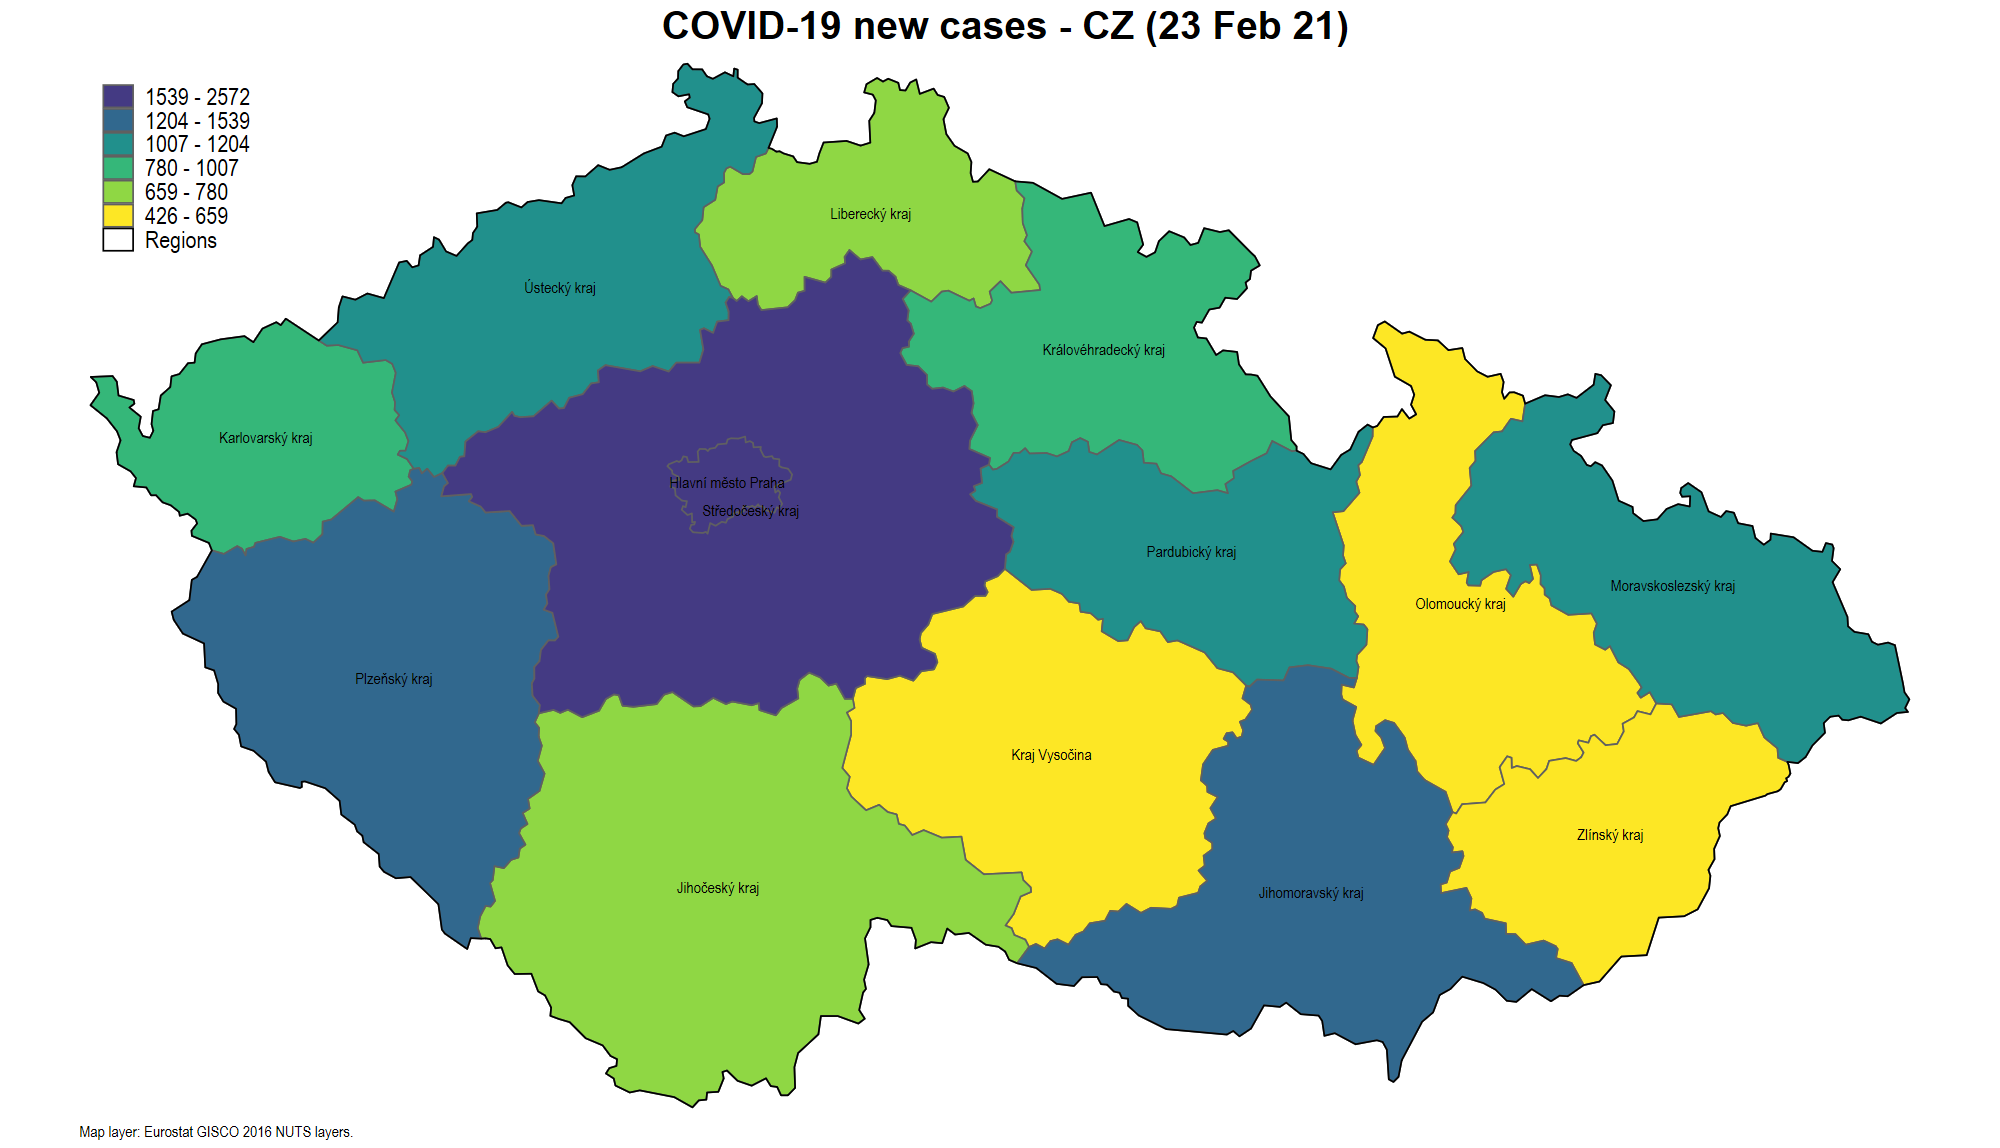 COVID-19 new cases - CZ (23 Feb 21)
1539 - 2572
1204 - 1539
1007 - 1204
780 - 1007
659 - 780
426 - 659
Regions
Liberecký kraj
Ústecký kraj
Královéhradecký kraj
Karlovarský kraj
Hlavní město Praha
Středočeský kraj
Pardubický kraj
Moravskoslezský kraj
Olomoucký kraj
Plzeňský kraj
Kraj Vysočina
Zlínský kraj
Jihočeský kraj
Jihomoravský kraj
Map layer: Eurostat GISCO 2016 NUTS layers.